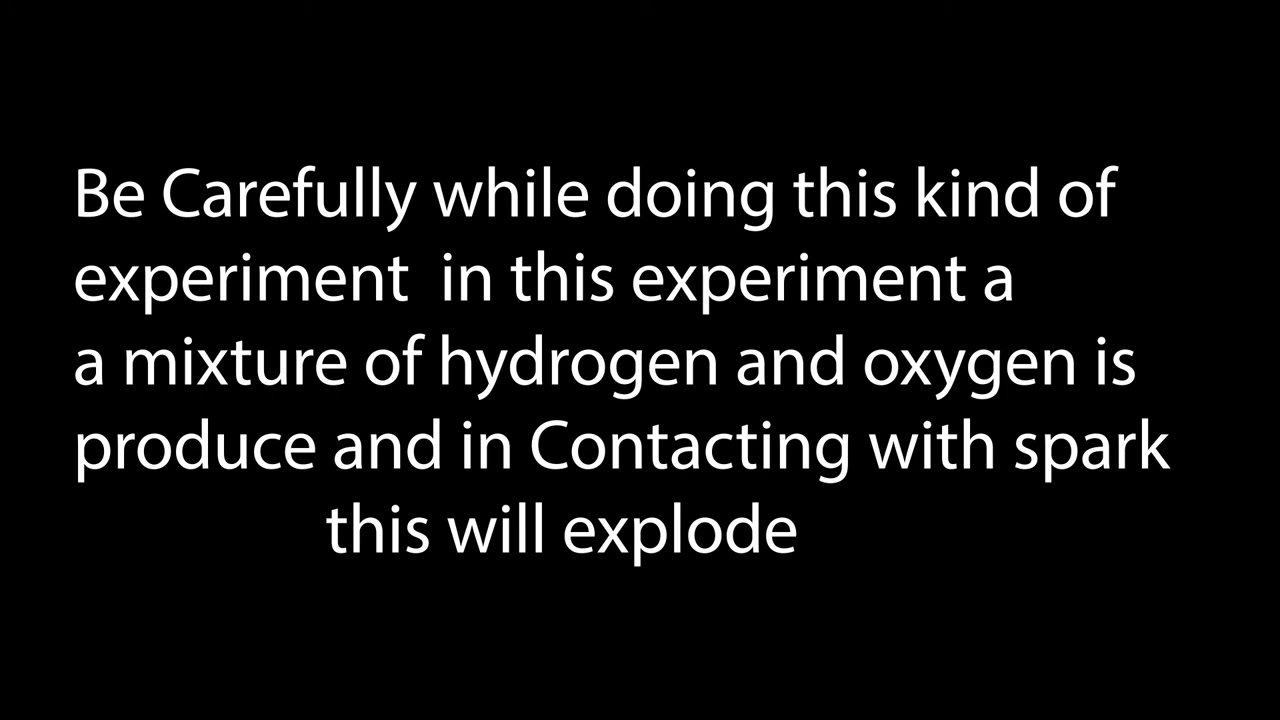 Be Carefully while doing this kind of
experiment  in this experiment a
a mixture of hydrogen and oxygen is
produce and in Contacting with spark
this will explode